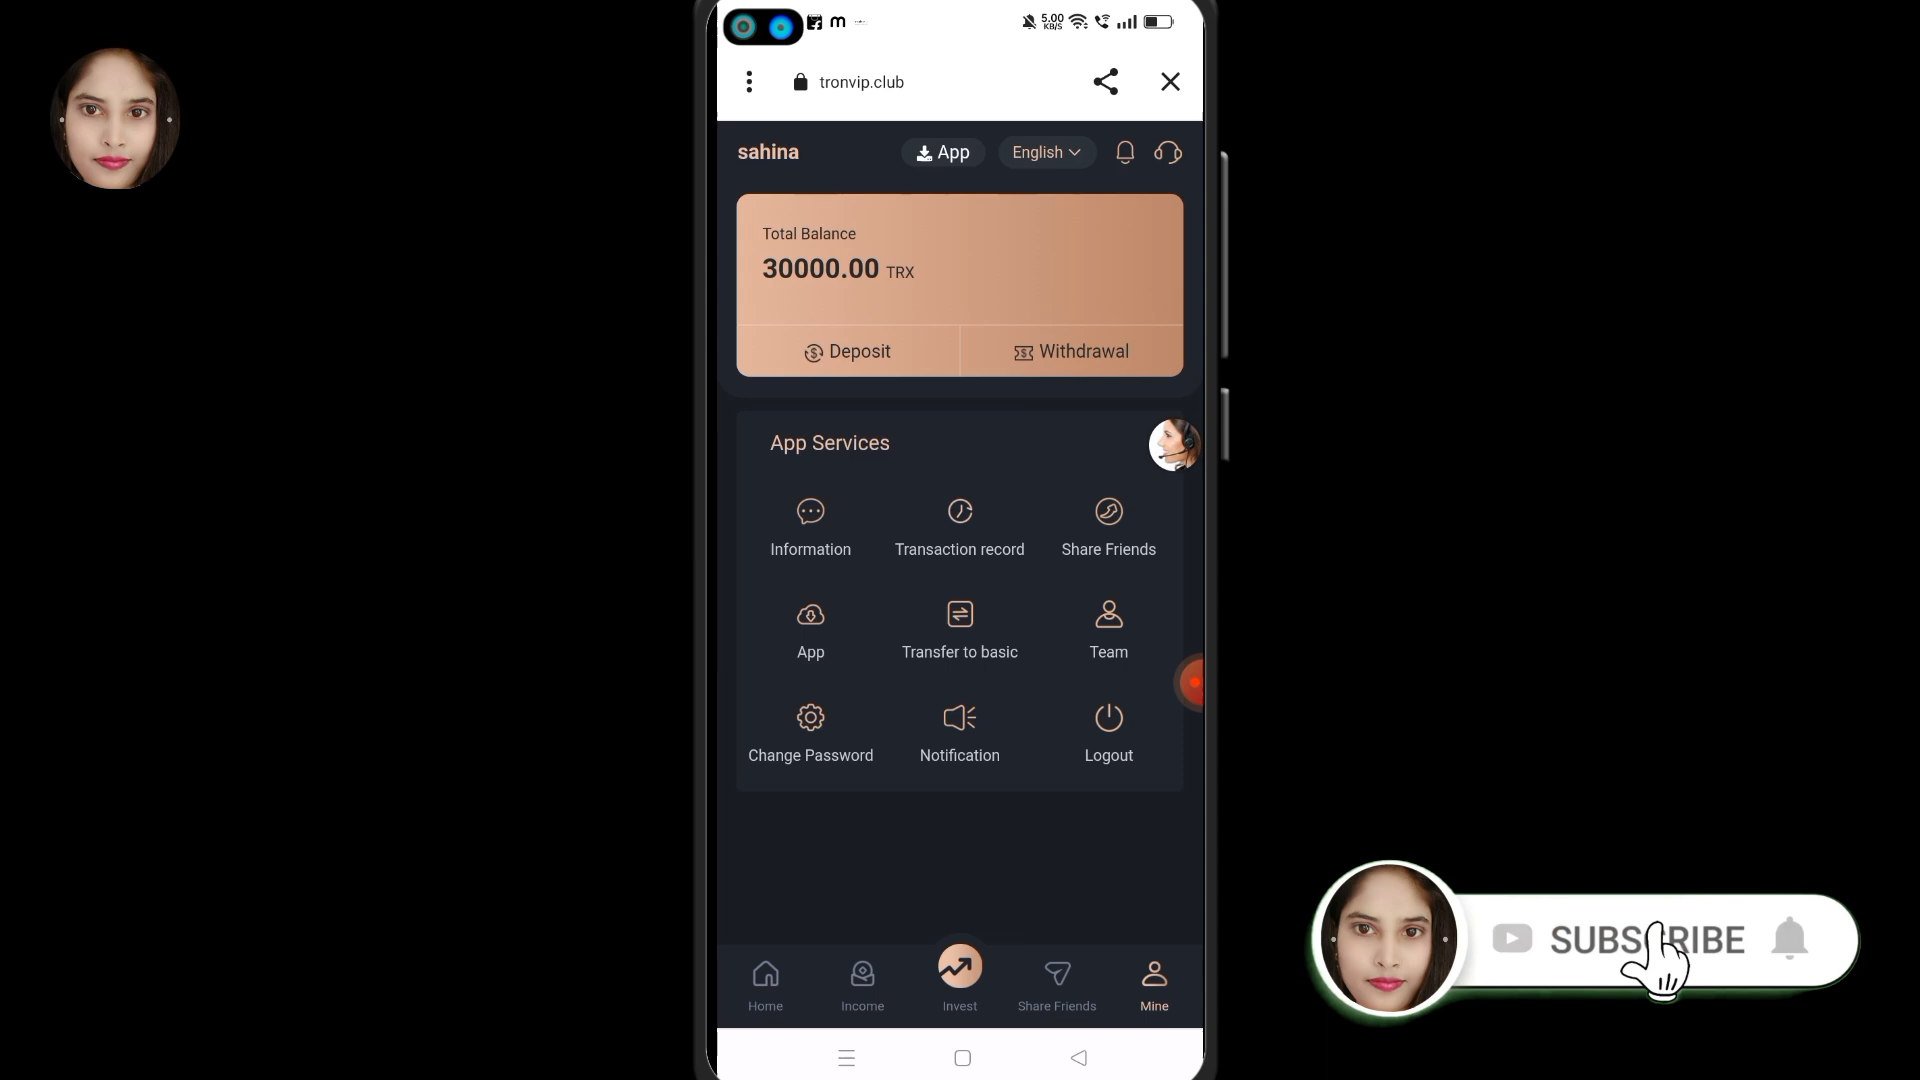 5.00
KB/S
tronvip.club
sahina
App
English
Total Balance
30000.00 TRX
Deposit
Withdrawal
App Services
Information
Transaction record
Share Friends
App
Transfer to basic
Team
Change Password
Notification
Logout
Home
Income
Invest
Share Friends
Mine
SUBSCRIBE